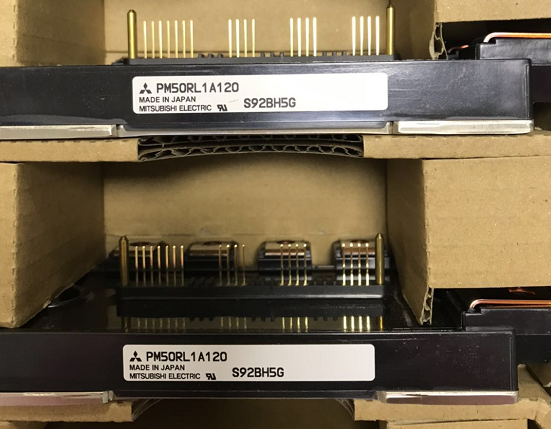 PM50RL1A120
MADE IN JAPAN
MITSUBISHI ELECTRIC S92BH5G
PM50RL1A120
MADE IN JAPAN
MITSUBISHI ELECTRIC S92BH5G